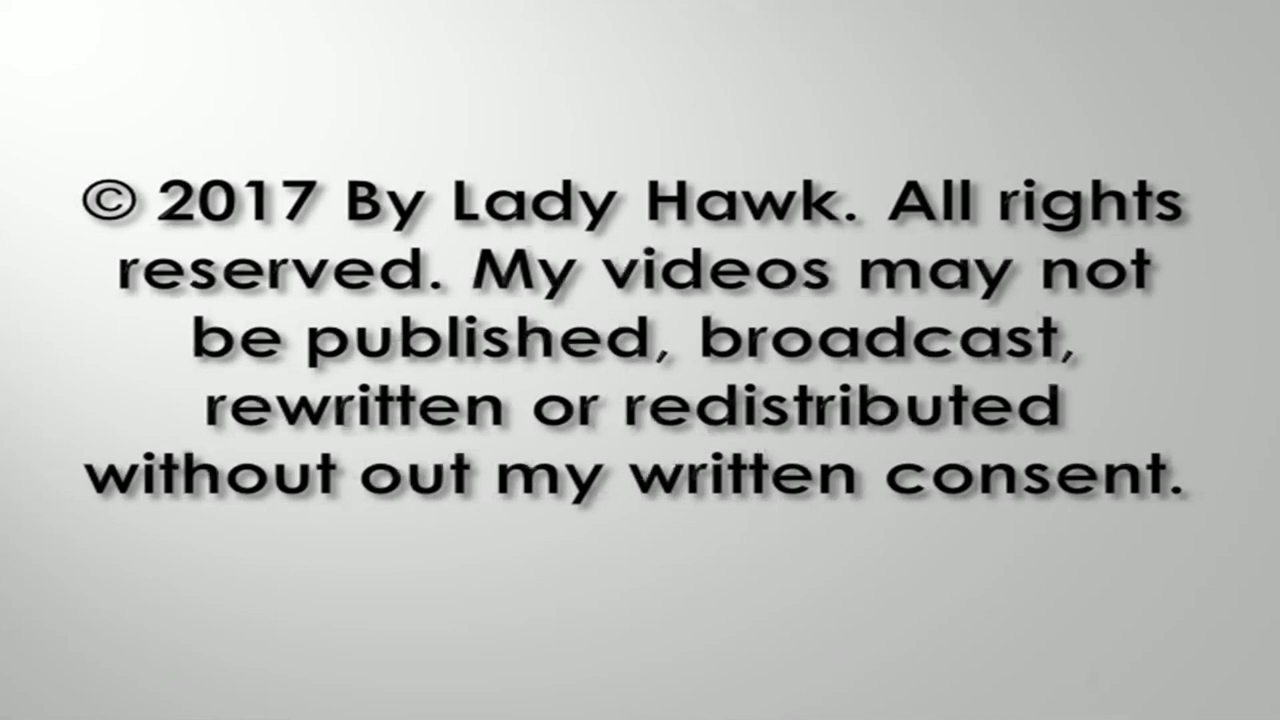 © 2017 By Lady Hawk. All rights
reserved. My videos may not
be published, broadcast,
rewritten or redistributed
without out my written consent.